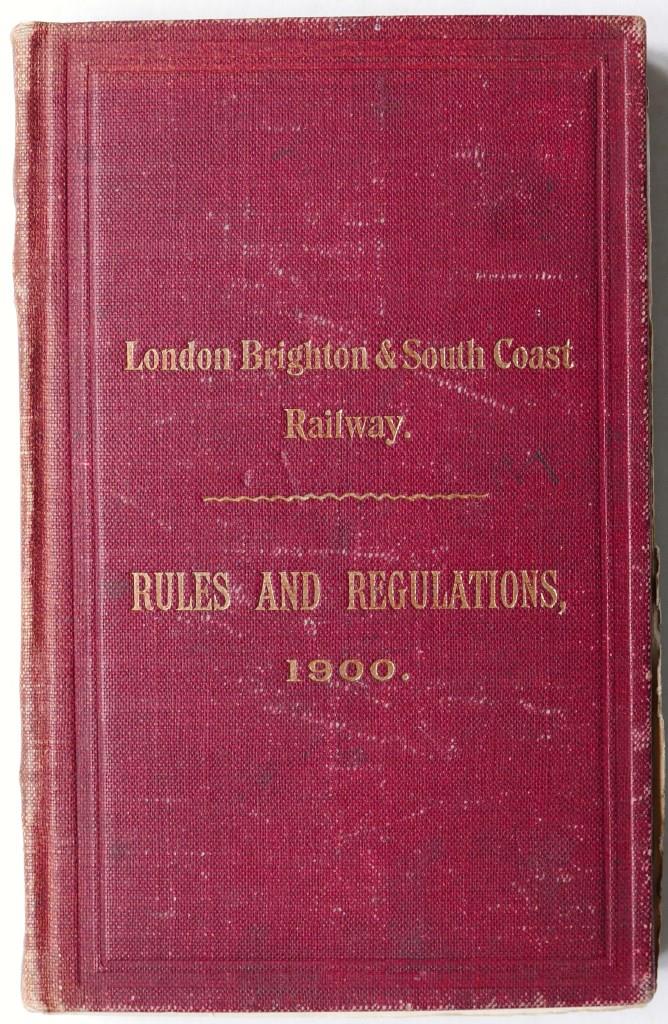 London Brighton & South Coast
Railway.
RULES AND REGULATIONS,
1900.